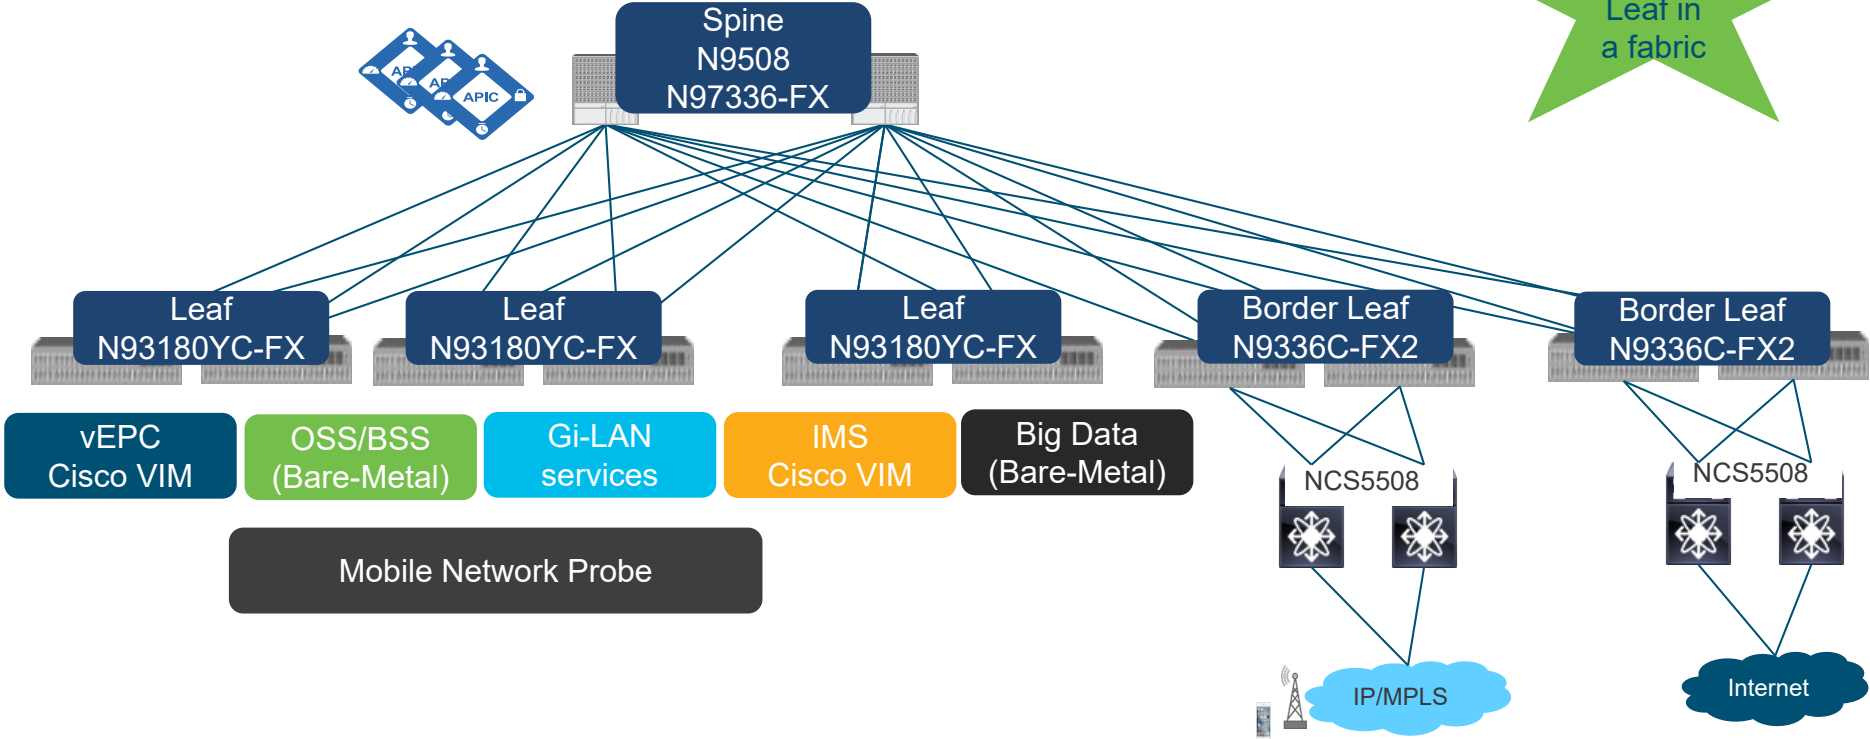 Leaf in
a fabric
Spine
N9508
N97336-FX
AP
AP
APIC
Leaf
N93180YC-FX
Leaf
N93180YC-FX
Leaf
N93180YC-FX
Border Leaf
N9336C-FX2
Border Leaf
N9336C-FX2
vEPC
Cisco VIM
OSS/BSS
(Bare-Metal)
Gi-LAN
services
IMS
Cisco VIM
Big Data
(Bare-Metal)
NCS5508
NCS5508
Mobile Network Probe
IP/MPLS
Internet